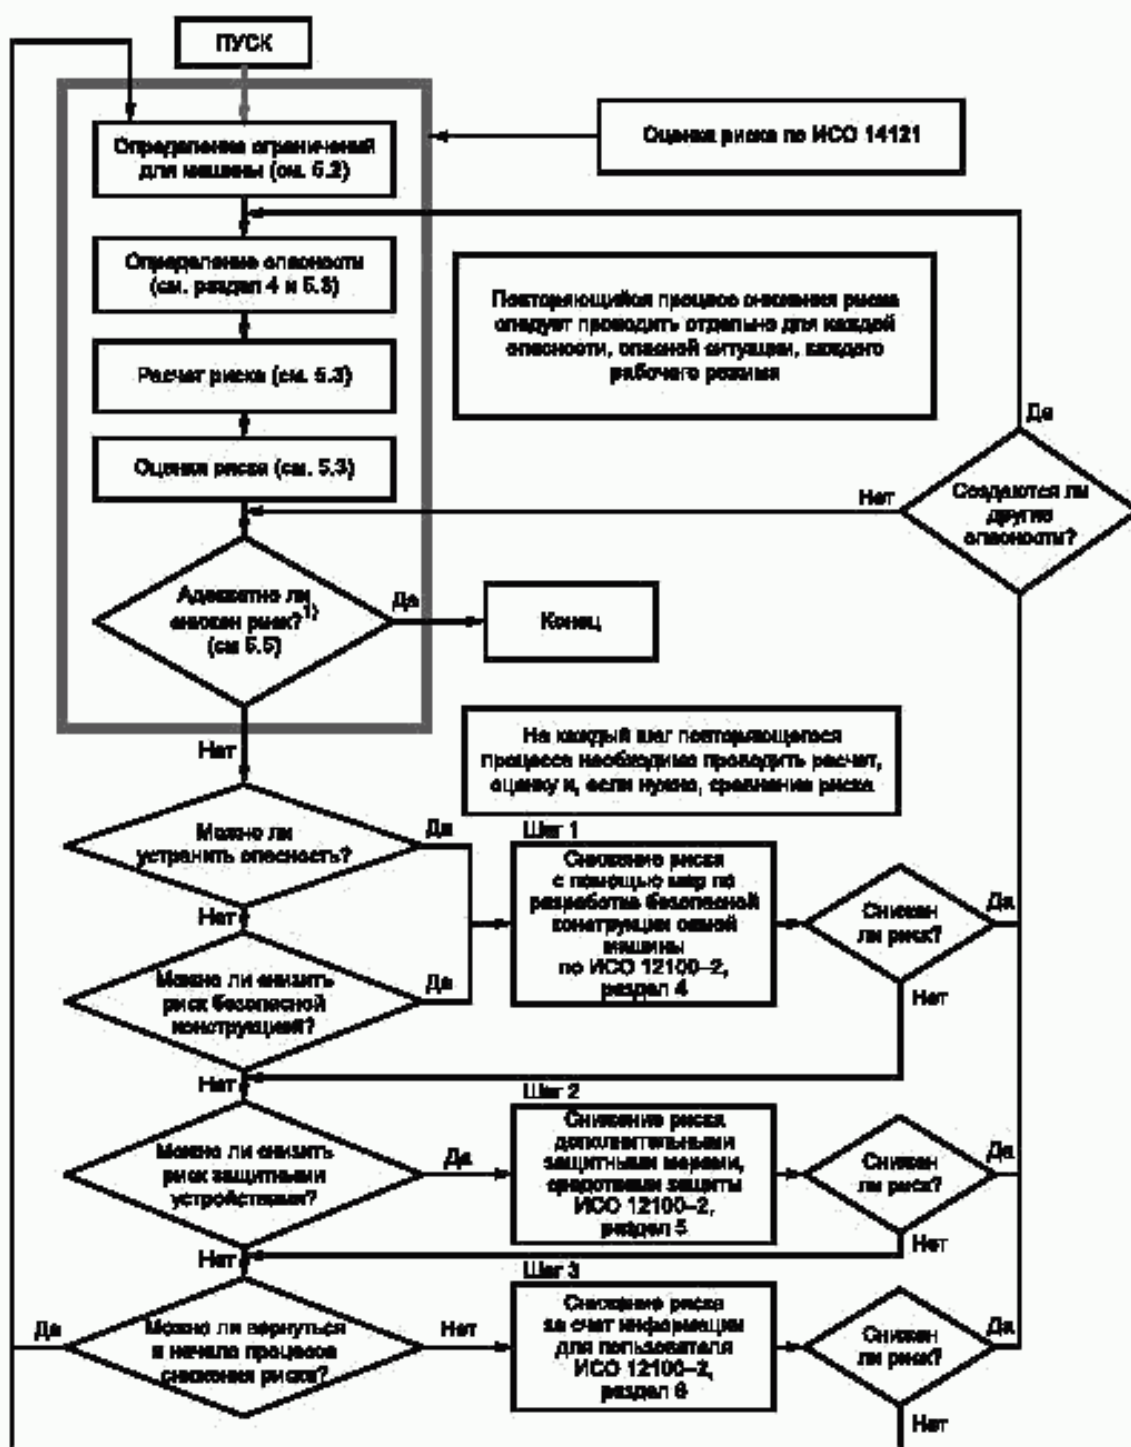 ПУСК
Оценка риска по ИСО 14121
Определение ограничений
для машины (см. 5.2)
Определение опасности
(см. раздел 4 и 5.3)
Повторяющийся процесс снижения риска
следует проводить отдельно для каждой
опасности, опасной ситуации, каждого
рабочего режима
Расчет риска (см. 5.3)
Да
Оценка риска (см. 5.3)
Нет
Создаются ли
другие
опасности?
Адекватно ли
снижен риск?1)
(см 5.5)
Да
Конец
Нет
На каждый шаг повторяющегося
процесса необходимо проводить расчет,
оценку и, если нужно, сравнение риска
Можно ли
устранить опасность?
Да
Шаг 1
Снижение риска
с помощью мер по
разработке безопасной
конструкции самой
машины
по ИСО 12100–2,
раздел 4
Снижен
ли риск?
Да
Нет
Нет
Можно ли снизить
риск безопасной
конструкцией?
Да
Нет
Шаг 2
Можно ли снизить
риск защитными
устройствами?
Да
Снижение риска
дополнительными
защитными мерами,
средствами защиты
ИСО 12100–2,
раздел 5
Снижен
ли риск?
Да
Нет
Нет
Шаг 3
Да
Можно ли вернуться
в начало процесса
снижения риска?
Нет
Снижение риска
за счет информации
для пользователя
ИСО 12100–2,
раздел 6
Снижен
ли риск?
Да
Нет